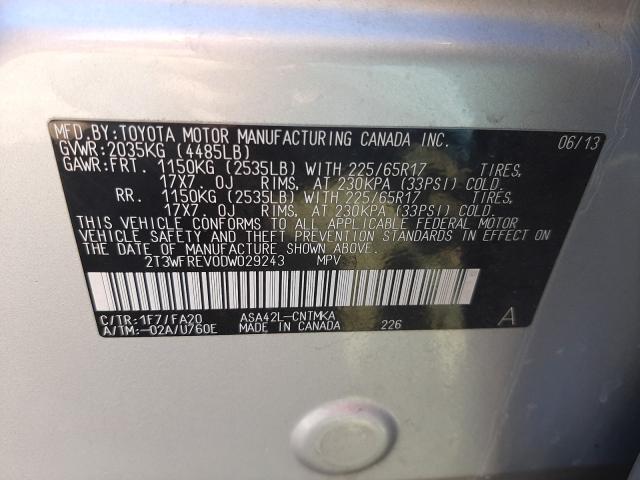 MFD.BY:TOYOTA MOTOR MANUFACTURING CANADA INC. 06/13
GVWR:2035KG (4485LB)
GAWR:FRT. 1150KG (2535LB) WITH 225/65R17 TIRES,
17X7. OJ RIMS, AT 230KPA (33PSI) COLD.
RR. 1150KG (2535LB) WITH 225/65R17 TIRES,
17X7. OJ RIMS, AT 230KPA (33PSI) COLD.
THIS VEHICLE CONFORMS TO ALL APPLICABLE FEDERAL MOTOR
VEHICLE SAFETY AND THEFT PREVENTION STANDARDS IN EFFECT ON
THE DATE OF MANUFACTURE SHOWN ABOVE.
2T3WFREV0DW029243 MPV
C/TR:1F7/FA20 ASA42L-CNTMKA
A/TM:-02A/U760E MADE IN CANADA 226 A